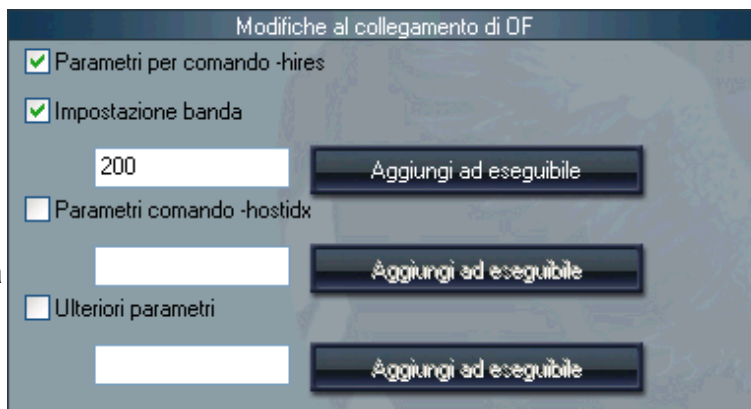 Modifiche al collegamento di OF
Parametri per comando -hires
Impostazione banda
200
Aggiungi ad eseguibile
Parametri comando -hostidx
Aggiungi ad eseguibile
Ulteriori parametri
Aggiungi ad eseguibile